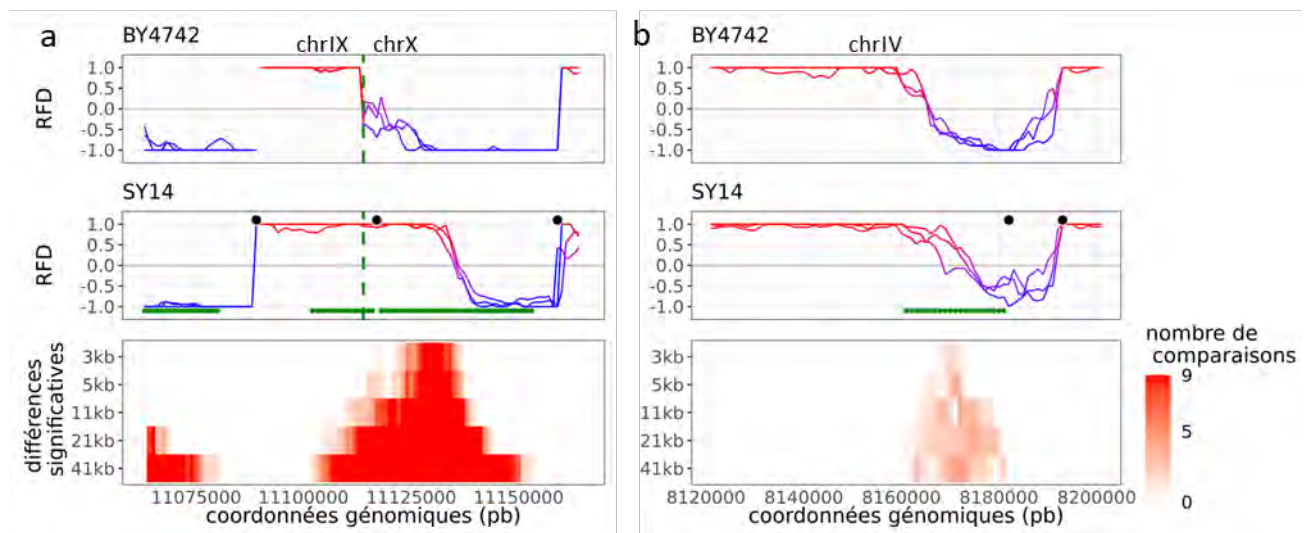 a
BY4742
chrIX
chrX
RFD
1.0
0.5
0.0
-0.5
-1.0
SY14
RFD
1.0
0.5
0.0
-0.5
-1.0
différences
significatives
3kb
5kb
11kb
21kb
41kb
11075000 11100000 11125000 11150000
coordonnées génomiques (pb)
b
BY4742
chrIV
1.0
0.5
0.0
-0.5
-1.0
SY14
1.0
0.5
0.0
-0.5
-1.0
3kb
5kb
11kb
21kb
41kb
8120000 8140000 8160000 8180000 8200000
coordonnées génomiques (pb)
nombre de
comparaisons
9
5
0